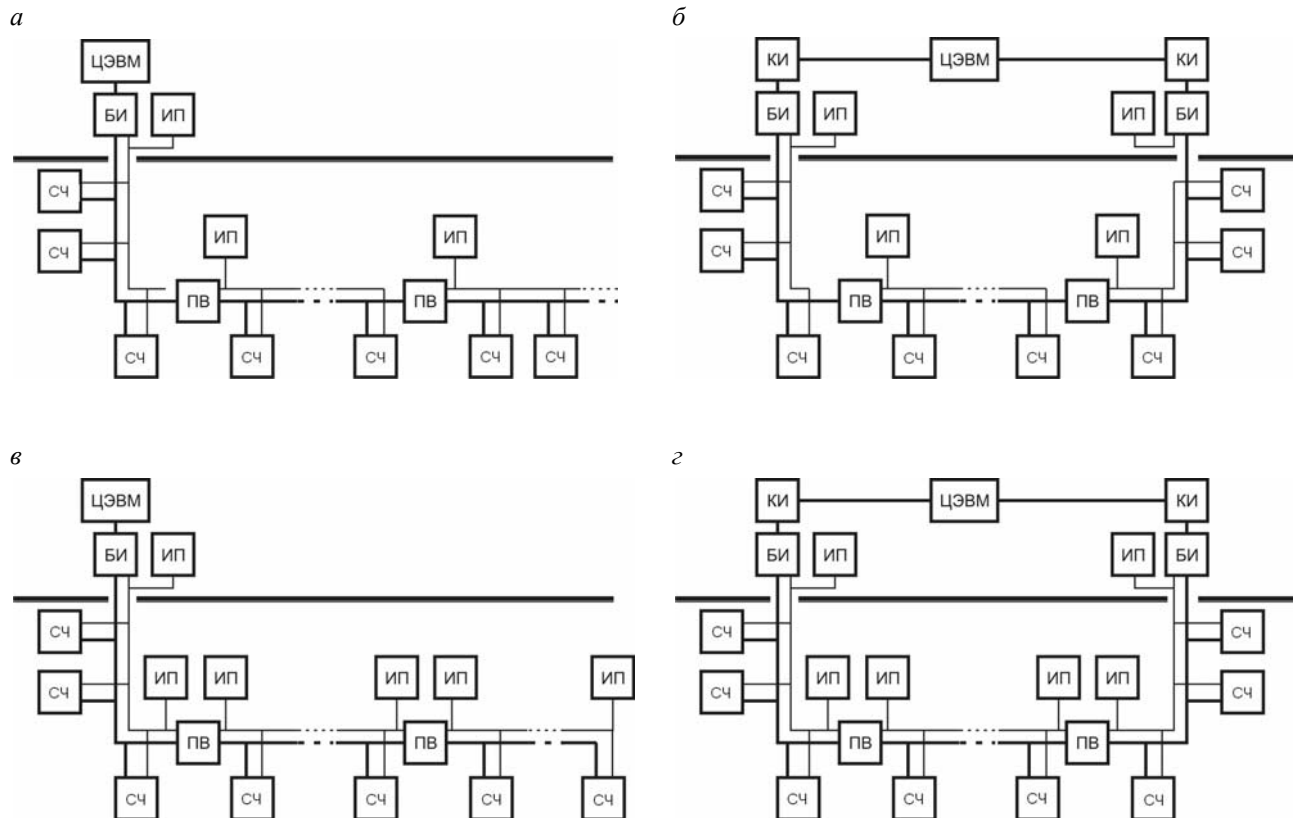 а
ЦЭВМ
БИ ИП
СЧ
СЧ
ИП ИП
ПВ ПВ
СЧ СЧ СЧ СЧ СЧ
б
КИ ЦЭВМ КИ
БИ ИП ИП БИ
СЧ СЧ
СЧ СЧ
ИП ИП
ПВ ПВ
СЧ СЧ СЧ СЧ
в
ЦЭВМ
БИ ИП
СЧ
СЧ
ИП ИП ИП ИП ИП
ПВ ПВ
СЧ СЧ СЧ СЧ СЧ
г
КИ ЦЭВМ КИ
БИ ИП ИП БИ
СЧ СЧ
СЧ СЧ
ИП ИП ИП ИП
ПВ ПВ
СЧ СЧ СЧ СЧ